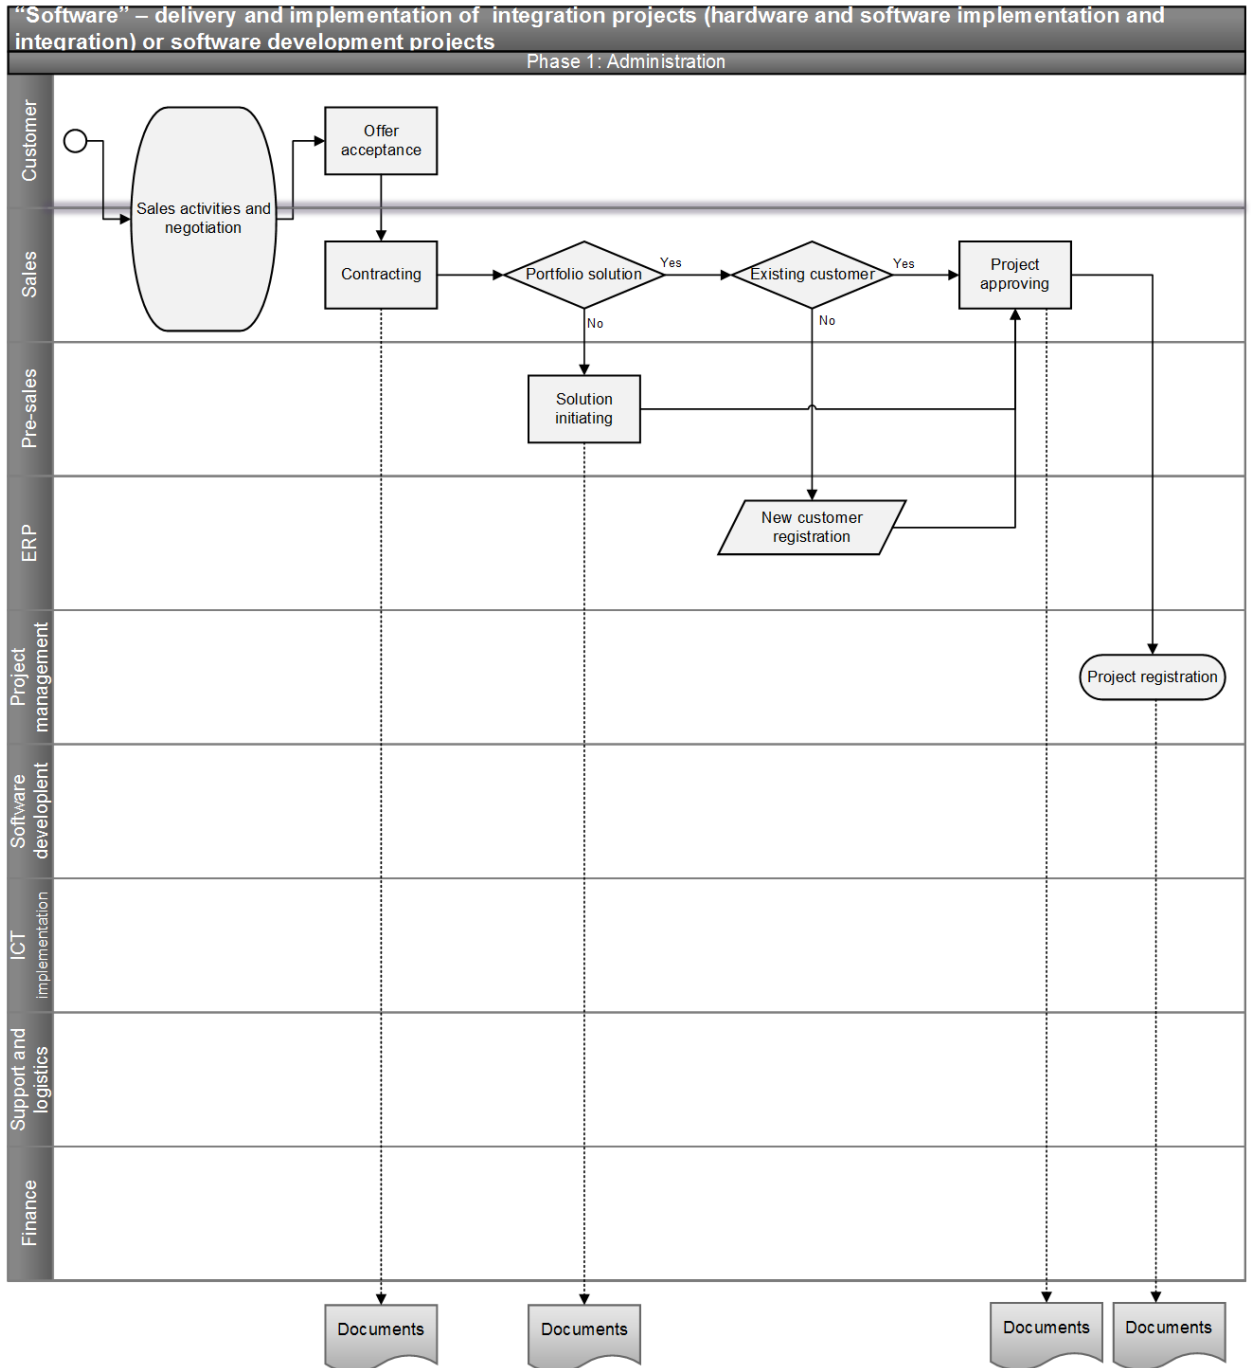 “Software” – delivery and implementation of  integration projects (hardware and software implementation and
integration) or software development projects
Phase 1: Administration
Customer
Offer
acceptance
Sales activities and
negotiation
Sales
Contracting
Portfolio solution
Yes
Existing customer
Yes
Project
approving
No
No
Pre-sales
Solution
initiating
ERP
New customer
registration
Project
management
Project registration
Software
developlent
ICT
implementation
Support and
logistics
Finance
Documents
Documents
Documents
Documents